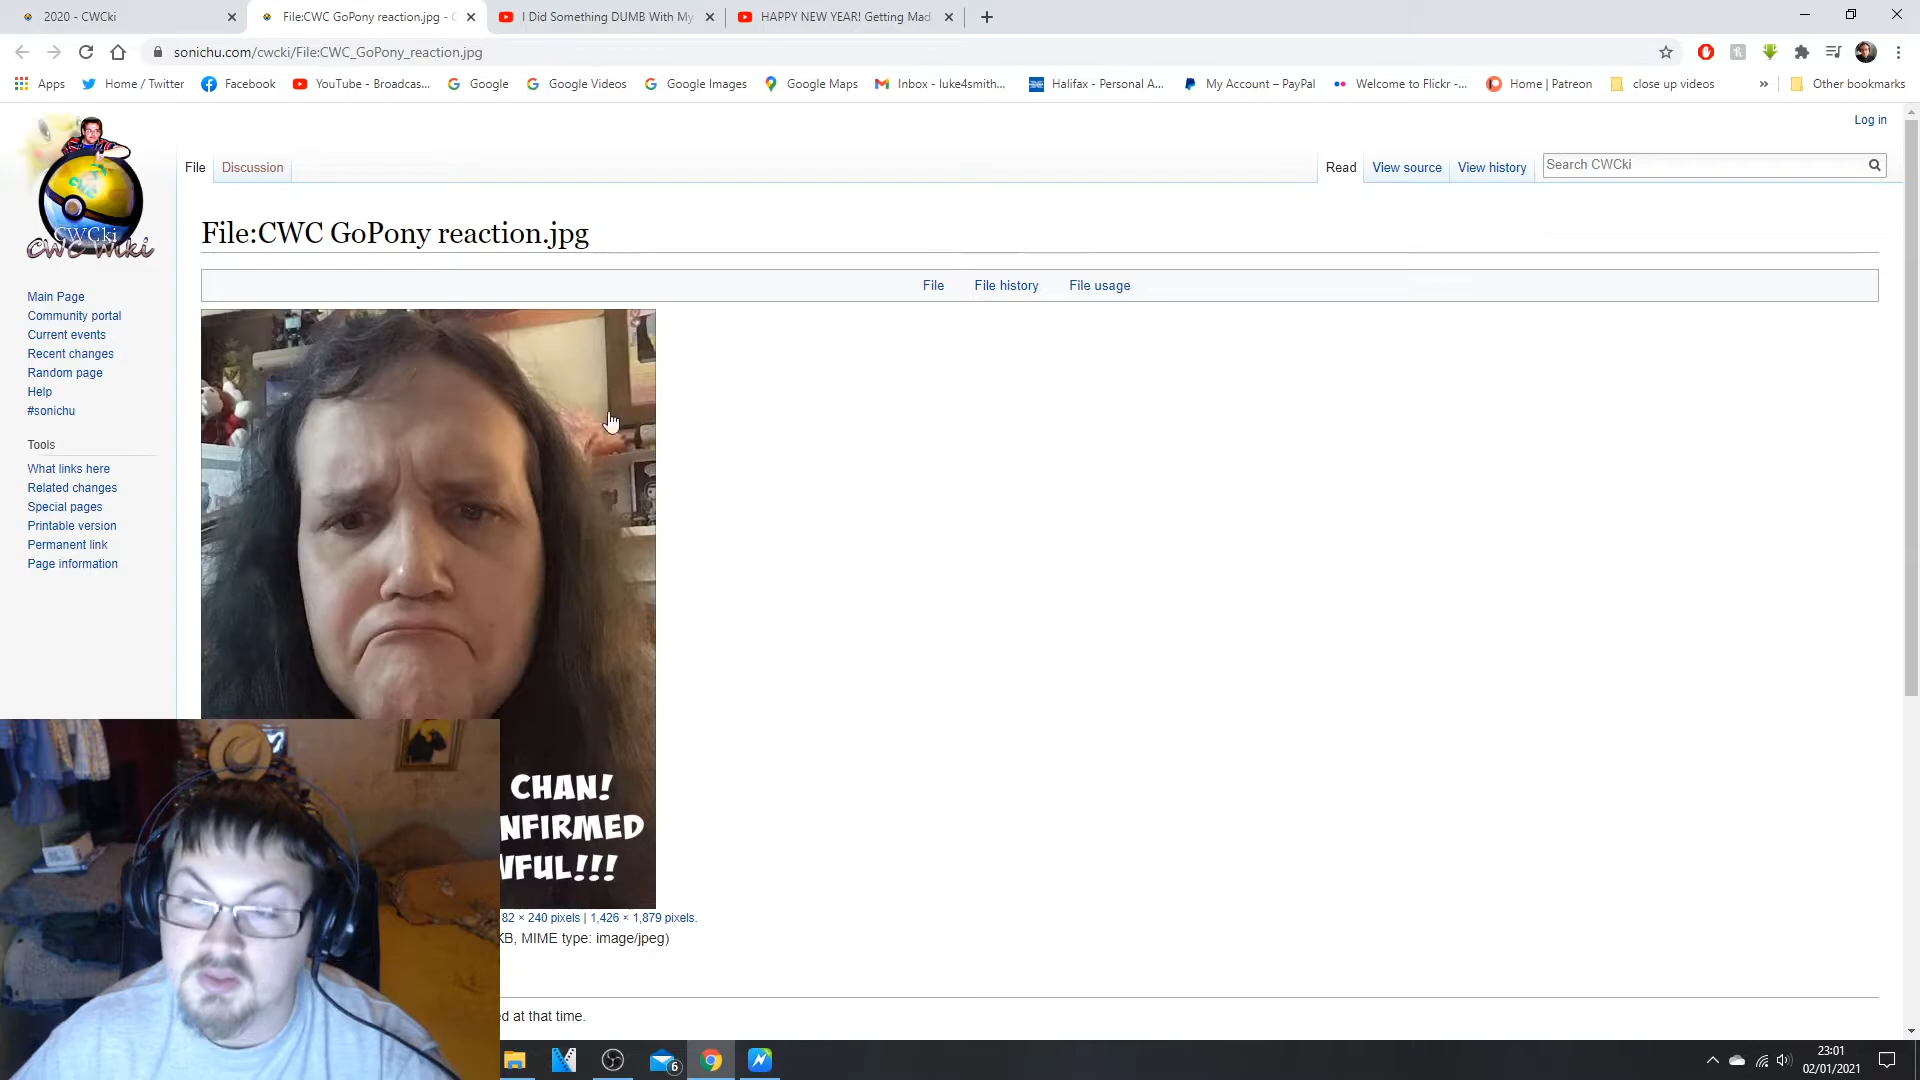 2020 - CWCki
File:CWC GoPony reaction.jpg - C
I Did Something DUMB With My
HAPPY NEW YEAR! Getting Mad
sonichu.com/cwcki/File:CWC_GoPony_reaction.jpg
Apps
Home / Twitter
Facebook
YouTube - Broadcas...
Google
Google Videos
Google Images
Google Maps
Inbox - luke4smith...
Halifax - Personal A...
My Account – PayPal
Welcome to Flickr -...
Home | Patreon
close up videos
»
Other bookmarks
Log in
CWCki
CWC Wiki
File
Discussion
Read
View source
View history
Search CWCki
File:CWC GoPony reaction.jpg
File
File history
File usage
Main Page
Community portal
Current events
Recent changes
Random page
Help
#sonichu
Tools
What links here
Related changes
Special pages
Printable version
Permanent link
Page information
CHAN!
NFIRMED
WFUL!!!
82 × 240 pixels | 1,426 × 1,879 pixels.
KB, MIME type: image/jpeg)
ed at that time.
6
23:01
02/01/2021